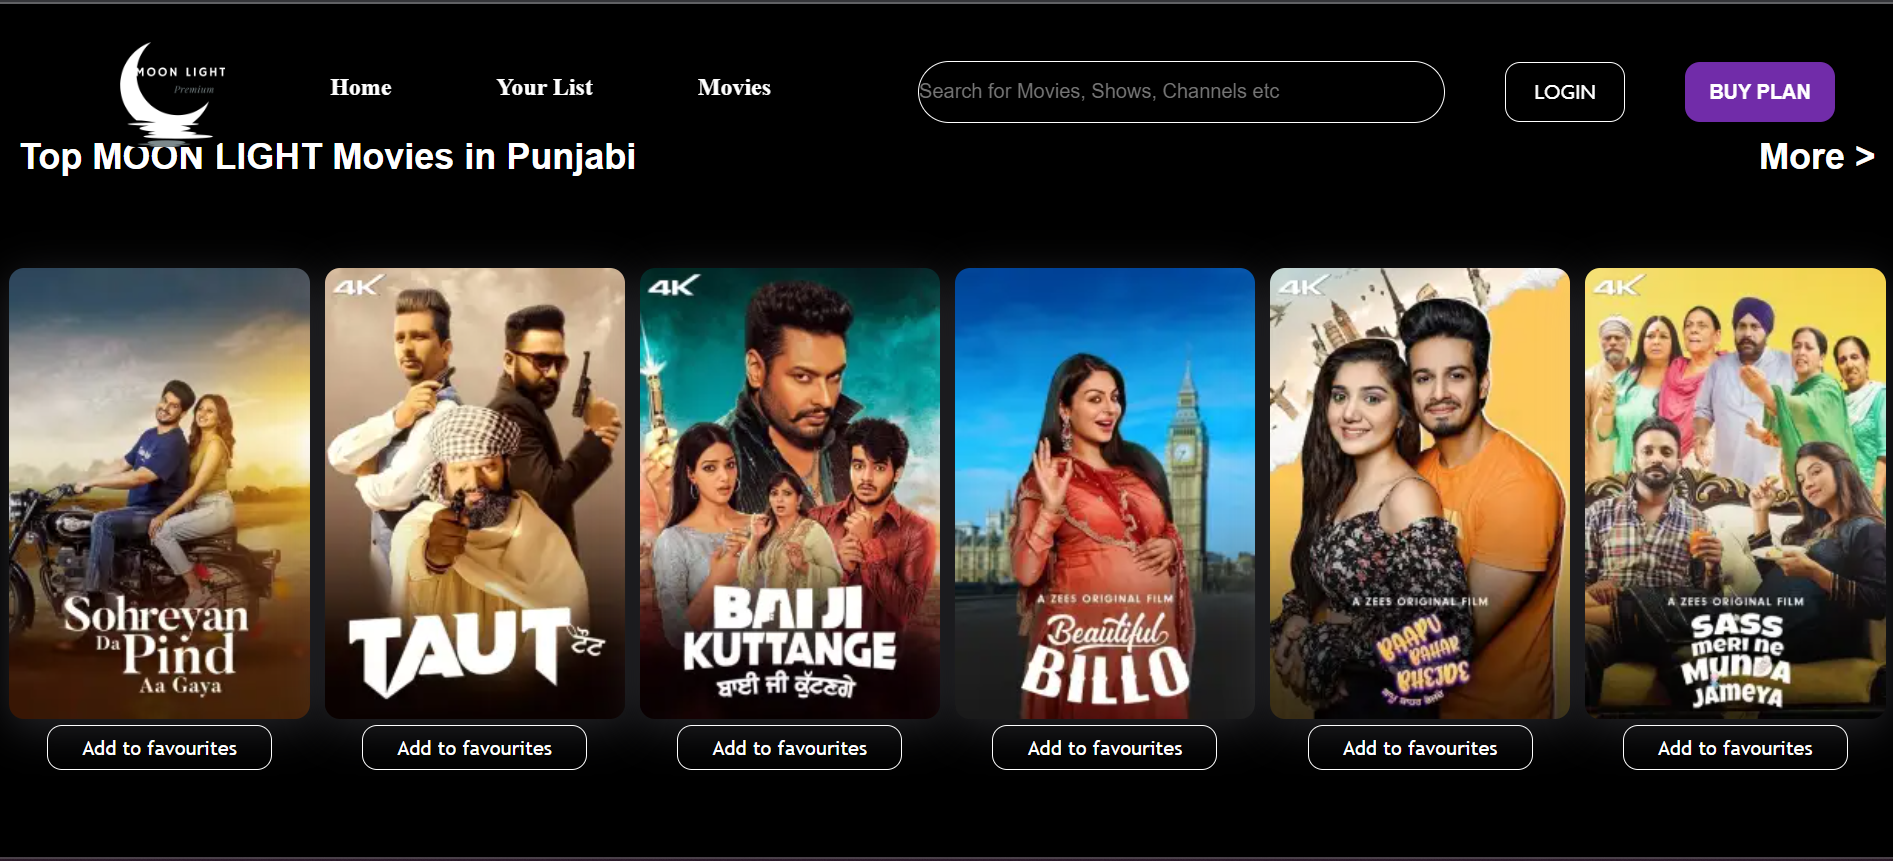 MOON LIGHT
Premium
Home
Your List
Movies
Search for Movies, Shows, Channels etc
LOGIN
BUY PLAN
Top MOON LIGHT Movies in Punjabi
More >
Sohreyan
Da Pind
Aa Gaya
Add to favourites
4K
TAUT
ਟੌਟ
Add to favourites
4K
BAI JI
KUTTANGE
ਬਾਈ ਜੀ ਕੁੱਟਣਗੇ
Add to favourites
A ZEE5 ORIGINAL FILM
Beautiful
BILLO
Add to favourites
4K
A ZEE5 ORIGINAL FILM
BAAPU
BAHAR
BHEJDE
Add to favourites
4K
A ZEE5 ORIGINAL FILM
SASS
meri ne
MUNDA
JAMEYA
Add to favourites